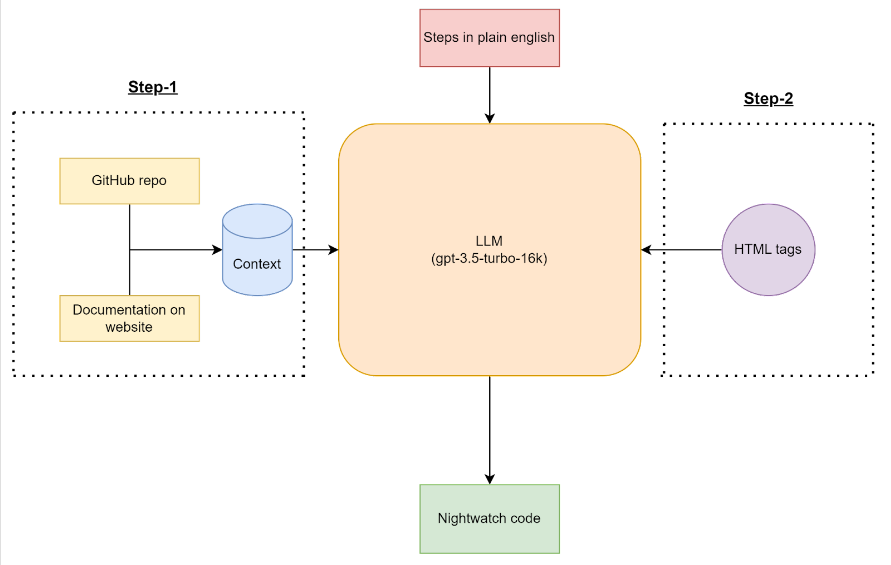 Steps in plain english
Step-1
Step-2
GitHub repo
Context
Documentation on
website
LLM
(gpt-3.5-turbo-16k)
HTML tags
Nightwatch code